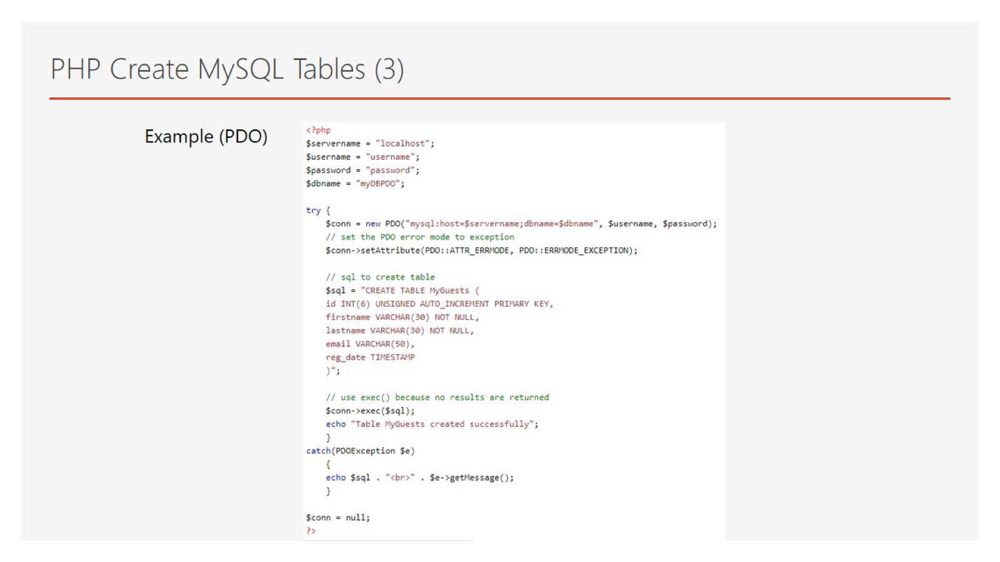 PHP Create MySQL Tables (3)
Example (PDO)
<?php
$servername = "localhost";
$username = "username";
$password = "password";
$dbname = "myDBPDO";
try {
$conn = new PDO("mysql:host=$servername;dbname=$dbname", $username, $password);
// set the PDO error mode to exception
$conn->setAttribute(PDO::ATTR_ERRMODE, PDO::ERRMODE_EXCEPTION);
// sql to create table
$sql = "CREATE TABLE MyGuests (
id INT(6) UNSIGNED AUTO_INCREMENT PRIMARY KEY,
firstname VARCHAR(30) NOT NULL,
lastname VARCHAR(30) NOT NULL,
email VARCHAR(50),
reg_date TIMESTAMP
)";
// use exec() because no results are returned
$conn->exec($sql);
echo "Table MyGuests created successfully";
}
catch(PDOException $e)
{
echo $sql . "<br>" . $e->getMessage();
}
$conn = null;
?>